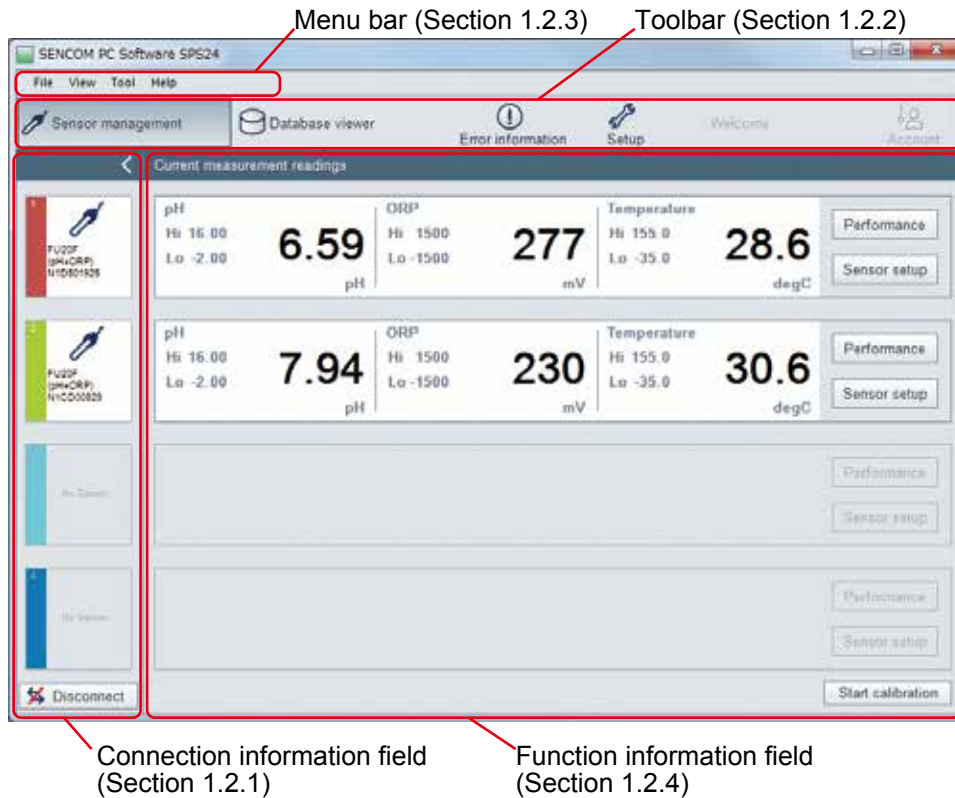 Menu bar (Section 1.2.3)
Toolbar (Section 1.2.2)
SENCOM PC Software SPS24
File View Tool Help
Sensor management
Database viewer
Error information
Setup
Welcome
Account
Current measurement readings
1
FU20F
(pH+ORP)
pH
Hi 16.00
Lo -2.00
6.59
pH
ORP
Hi 1500
Lo -1500
277
mV
Temperature
Hi 155.0
Lo -35.0
28.6
degC
Performance
Sensor setup
2
FU20F
(pH+ORP)
pH
Hi 16.00
Lo -2.00
7.94
pH
ORP
Hi 1500
Lo -1500
230
mV
Temperature
Hi 155.0
Lo -35.0
30.6
degC
Performance
Sensor setup
No Sensor
Performance
Sensor setup
4
No Sensor
Performance
Sensor setup
Disconnect
Start calibration
Connection information field
(Section 1.2.1)
Function information field
(Section 1.2.4)